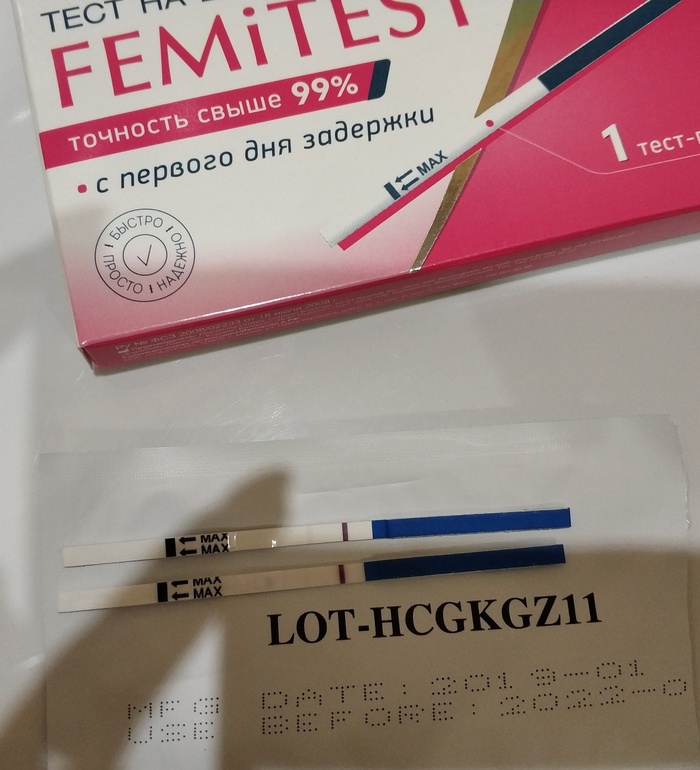 ТЕСТ НА
FEMiTEST
точность свыше 99%
• с первого дня задержки
MAX
1 тест-
БЫСТРО I НАДЕЖНО I ПРОСТО I
MAX
MAX
MAX
MAX
LOT-HCGKGZ11
MFG DATE: 2019-01
USE BEFORE: 2022-0